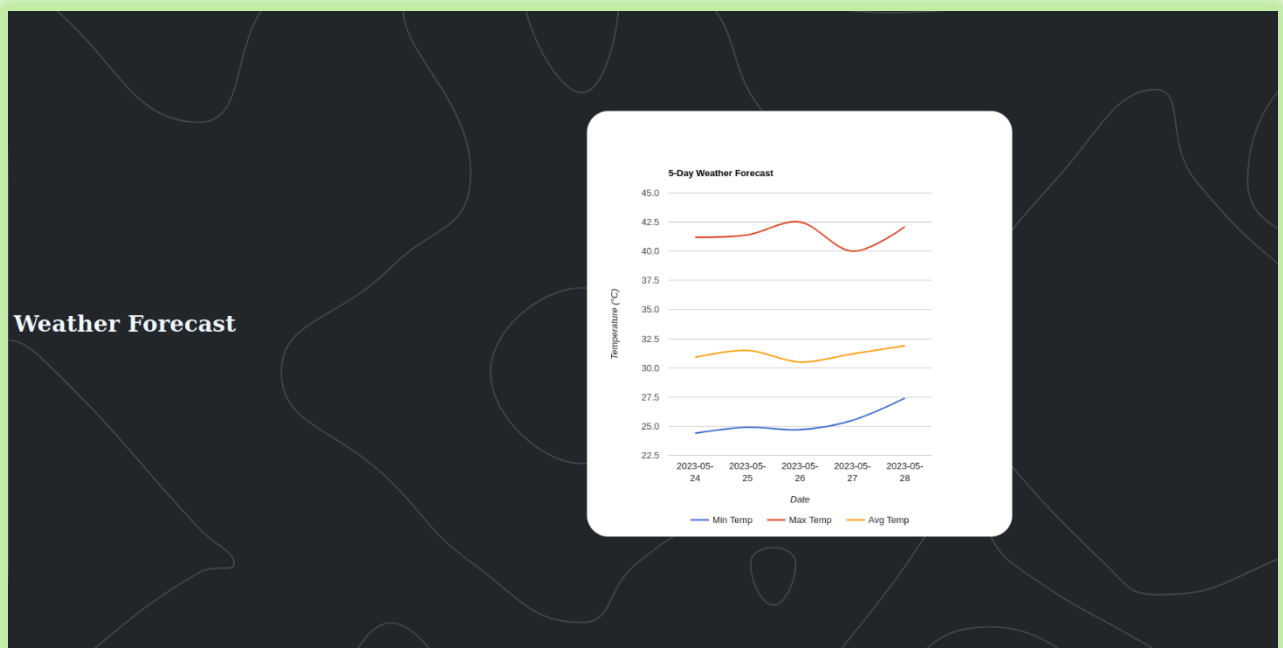 Weather Forecast
5-Day Weather Forecast
45.0
42.5
40.0
37.5
35.0
32.5
30.0
27.5
25.0
22.5
Temperature (°C)
2023-05- 2023-05- 2023-05- 2023-05- 2023-05-
24 25 26 27 28
Date
Min Temp Max Temp Avg Temp